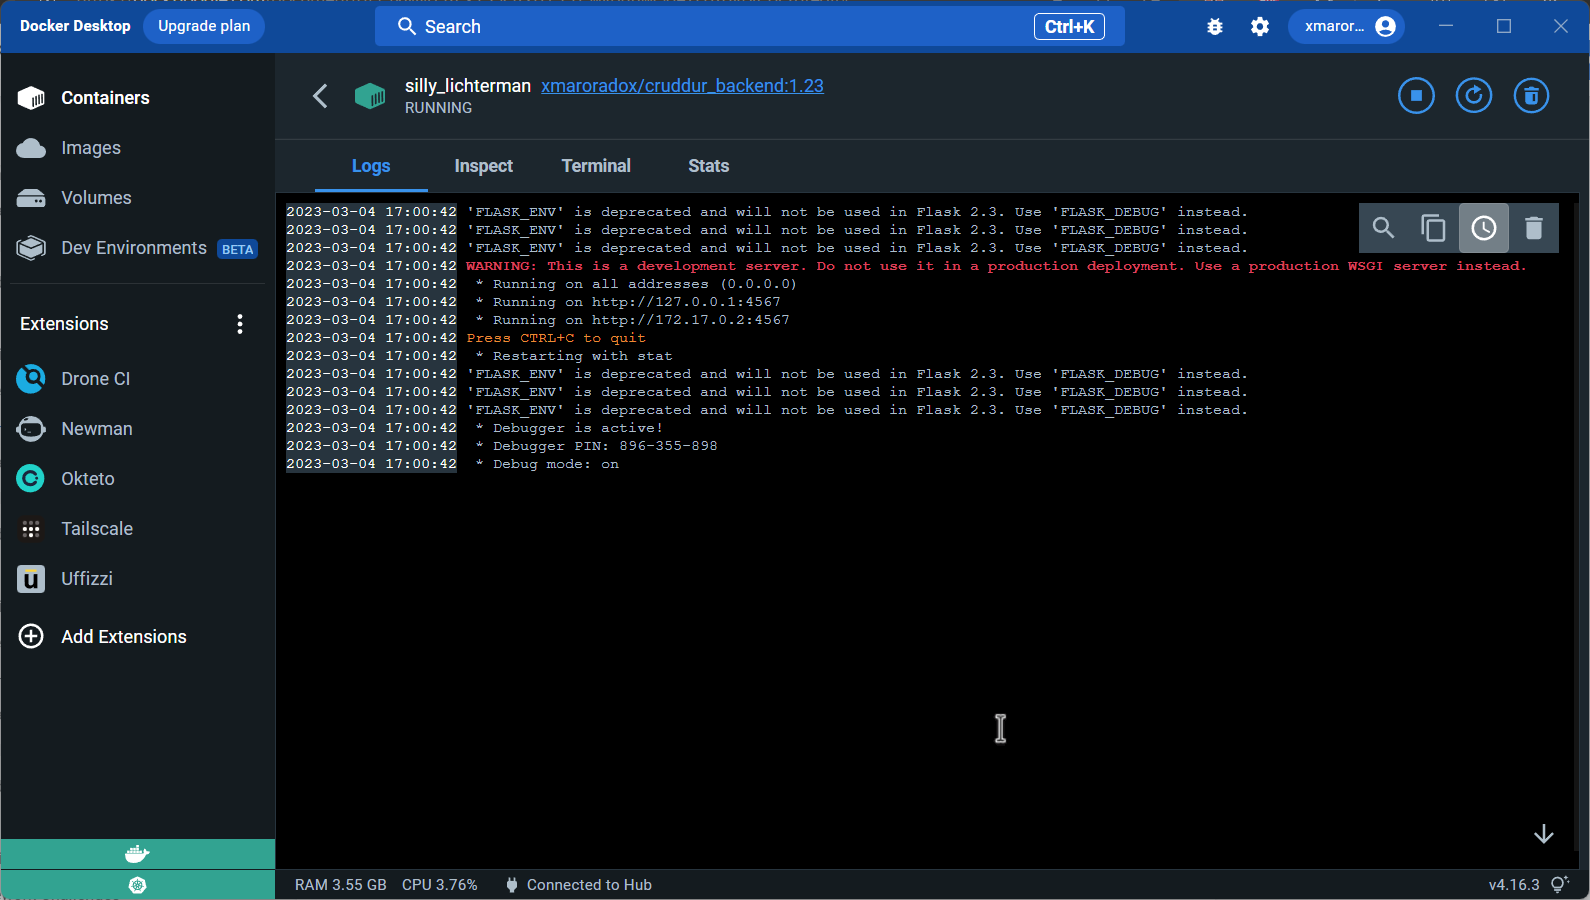 Docker Desktop Upgrade plan Search Ctrl+K xmaror...
Containers
Images
Volumes
Dev Environments BETA
Extensions
Drone CI
Newman
Okteto
Tailscale
Uffizzi
Add Extensions
silly_lichterman xmaroradox/cruddur_backend:1.23
RUNNING
Logs Inspect Terminal Stats
2023-03-04 17:00:42 'FLASK_ENV' is deprecated and will not be used in Flask 2.3. Use 'FLASK_DEBUG' instead.
2023-03-04 17:00:42 'FLASK_ENV' is deprecated and will not be used in Flask 2.3. Use 'FLASK_DEBUG' instead.
2023-03-04 17:00:42 'FLASK_ENV' is deprecated and will not be used in Flask 2.3. Use 'FLASK_DEBUG' instead.
2023-03-04 17:00:42 WARNING: This is a development server. Do not use it in a production deployment. Use a production WSGI server instead.
2023-03-04 17:00:42 * Running on all addresses (0.0.0.0)
2023-03-04 17:00:42 * Running on http://127.0.0.1:4567
2023-03-04 17:00:42 * Running on http://172.17.0.2:4567
2023-03-04 17:00:42 Press CTRL+C to quit
2023-03-04 17:00:42 * Restarting with stat
2023-03-04 17:00:42 'FLASK_ENV' is deprecated and will not be used in Flask 2.3. Use 'FLASK_DEBUG' instead.
2023-03-04 17:00:42 'FLASK_ENV' is deprecated and will not be used in Flask 2.3. Use 'FLASK_DEBUG' instead.
2023-03-04 17:00:42 'FLASK_ENV' is deprecated and will not be used in Flask 2.3. Use 'FLASK_DEBUG' instead.
2023-03-04 17:00:42 * Debugger is active!
2023-03-04 17:00:42 * Debugger PIN: 896-355-898
2023-03-04 17:00:42 * Debug mode: on
RAM 3.55 GB CPU 3.76% Connected to Hub v4.16.3